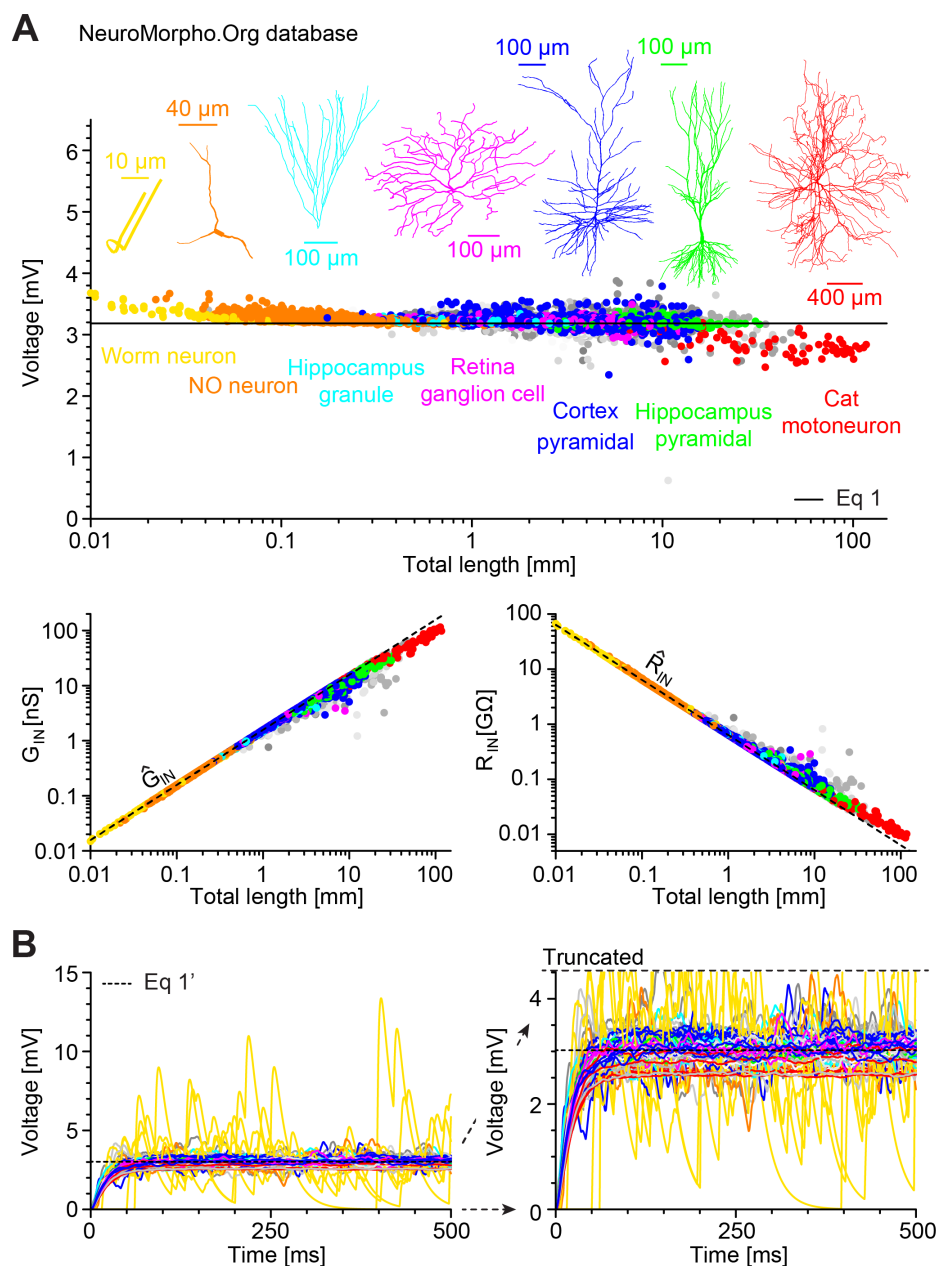 A
NeuroMorpho.Org database
100 µm
100 µm
40 µm
10 µm
100 µm
100 µm
400 µm
Voltage [mV]
6
5
4
3
2
1
0
Worm neuron
NO neuron
Hippocampus
granule
Retina
ganglion cell
Cortex
pyramidal
Hippocampus
pyramidal
Cat
motoneuron
Eq 1
0.01
0.1
1
10
100
Total length [mm]
G_IN [nS]
100
10
1
0.1
0.01
Ĝ_IN
0.01
0.1
1
10
100
Total length [mm]
R_IN [GΩ]
100
10
1
0.1
0.01
R̂_IN
0.01
0.1
1
10
100
Total length [mm]
B
Voltage [mV]
15
10
5
0
Eq 1’
0
250
500
Time [ms]
Truncated
Voltage [mV]
4
2
0
0
250
500
Time [ms]